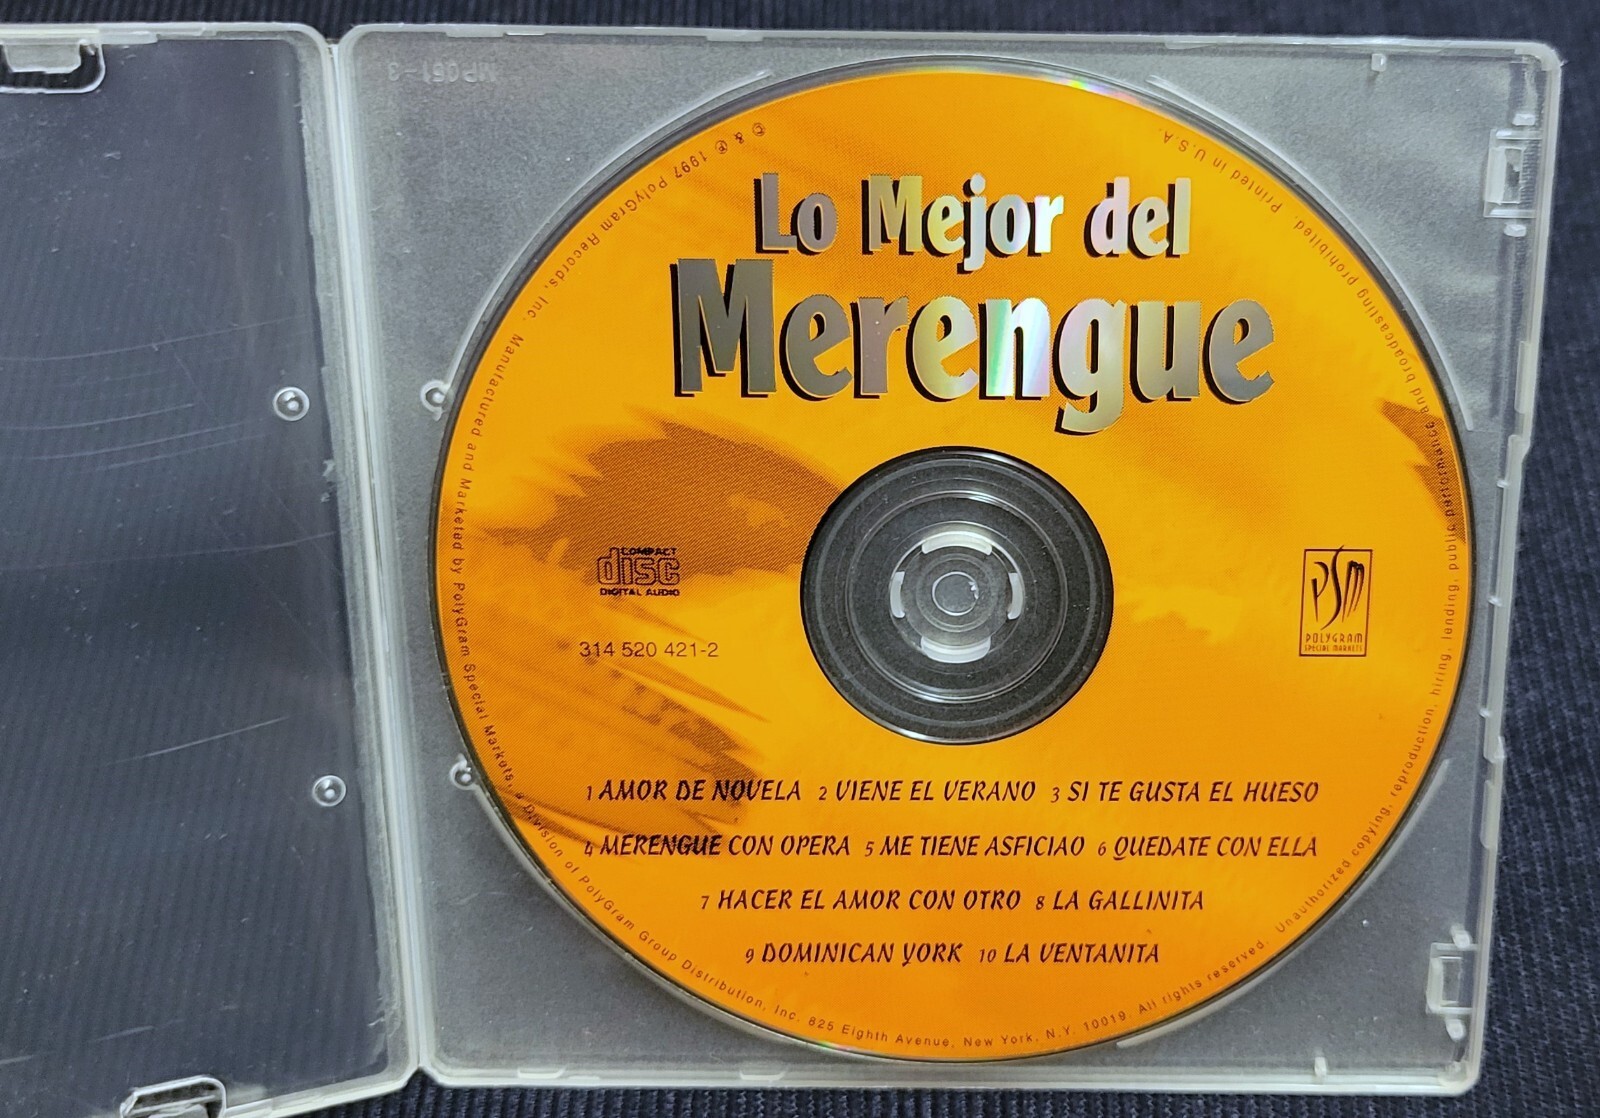 MP051-3
Lo Mejor del
Merengue
COMPACT
disc
DIGITAL AUDIO
314 520 421-2
PSM
POLYGRAM
SPECIAL MARKETS
1 AMOR DE NOVELA 2 VIENE EL VERANO 3 SI TE GUSTA EL HUESO
4 MERENGUE CON OPERA 5 ME TIENE ASFICIAO 6 QUEDATE CON ELLA
7 HACER EL AMOR CON OTRO 8 LA GALLINITA
9 DOMINICAN YORK 10 LA VENTANITA
© & ℗ 1997 PolyGram Records, Inc. Manufactured and Marketed by PolyGram Special Markets, a Division of PolyGram Group Distribution, Inc. 825 Eighth Avenue, New York, N.Y. 10019. All rights reserved. Unauthorized copying, reproduction, hiring, lending, public performance and broadcasting prohibited. Printed in U.S.A.